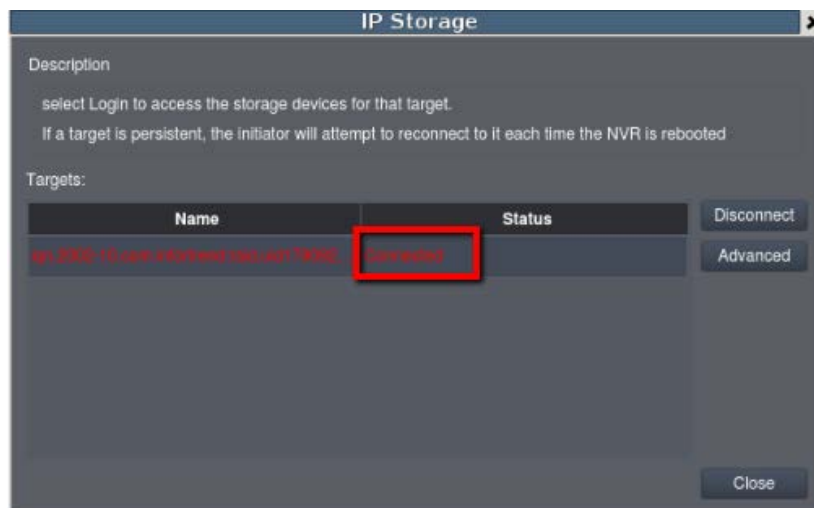 IP Storage
Description
select Login to access the storage devices for that target.
If a target is persistent, the initiator will attempt to reconnect to it each time the NVR is rebooted
Targets:
Name Status Disconnect
Connected Advanced
Close